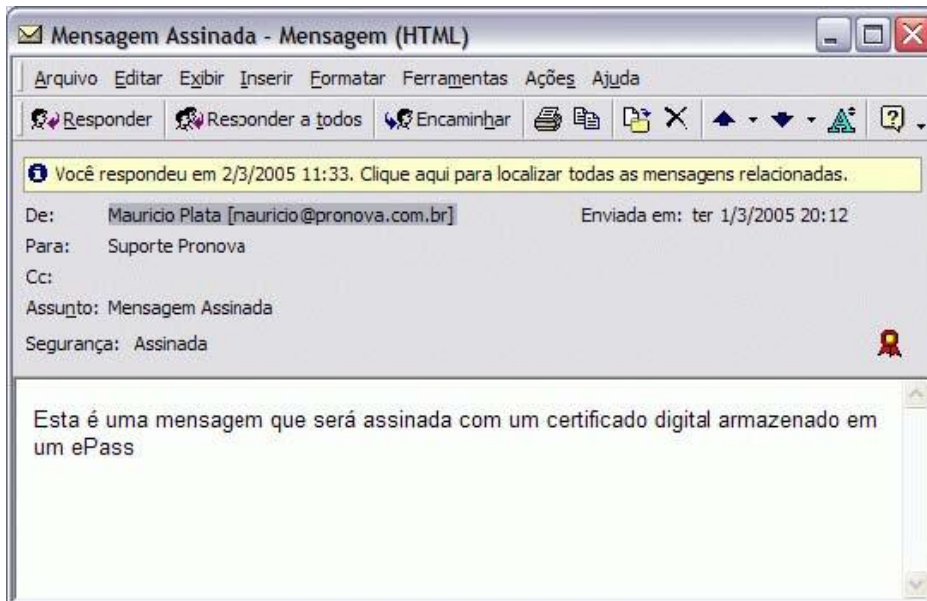 Mensagem Assinada - Mensagem (HTML)
Arquivo Editar Exibir Inserir Formatar Ferramentas Ações Ajuda
Responder Responder a todos Encaminhar
Você respondeu em 2/3/2005 11:33. Clique aqui para localizar todas as mensagens relacionadas.
De: Mauricio Plata [nauricio@pronova.com.br] Enviada em: ter 1/3/2005 20:12
Para: Suporte Pronova
Cc:
Assunto: Mensagem Assinada
Segurança: Assinada
Esta é uma mensagem que será assinada com um certificado digital armazenado em
um ePass